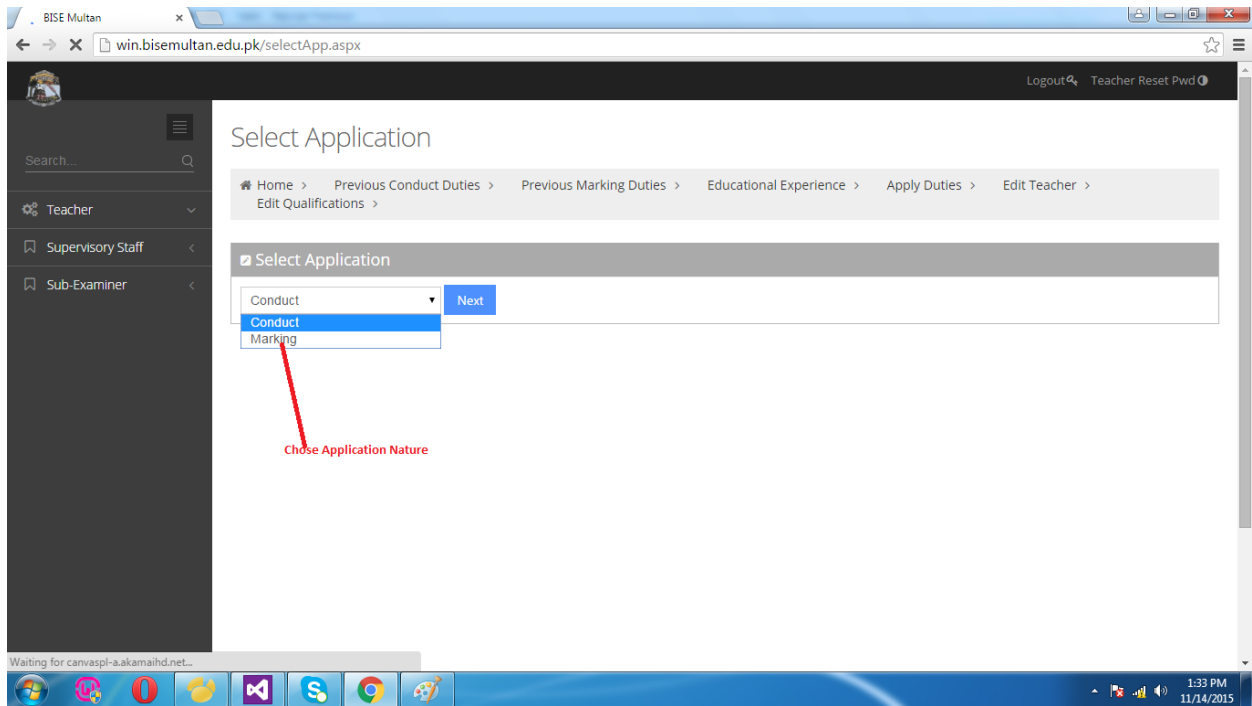 BISE Multan
win.bisemultan.edu.pk/selectApp.aspx
Logout Teacher Reset Pwd
Search...
Teacher
Supervisory Staff
Sub-Examiner
Select Application
Home > Previous Conduct Duties > Previous Marking Duties > Educational Experience > Apply Duties > Edit Teacher >
Edit Qualifications >
Select Application
Conduct Next
Conduct
Marking
Chose Application Nature
Waiting for canvaspl-a.akamaihd.net...
1:33 PM
11/14/2015